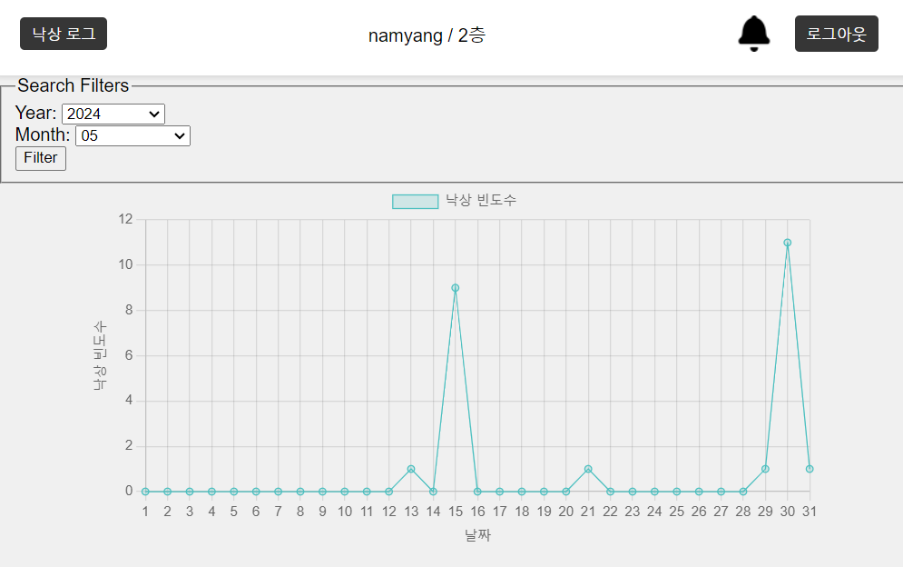 낙상 로그
namyang / 2층
로그아웃
Search Filters
Year: 2024
Month: 05
Filter
낙상 빈도수
12
10
8
6
4
2
0
낙상 빈도수
1 2 3 4 5 6 7 8 9 10 11 12 13 14 15 16 17 18 19 20 21 22 23 24 25 26 27 28 29 30 31
날짜